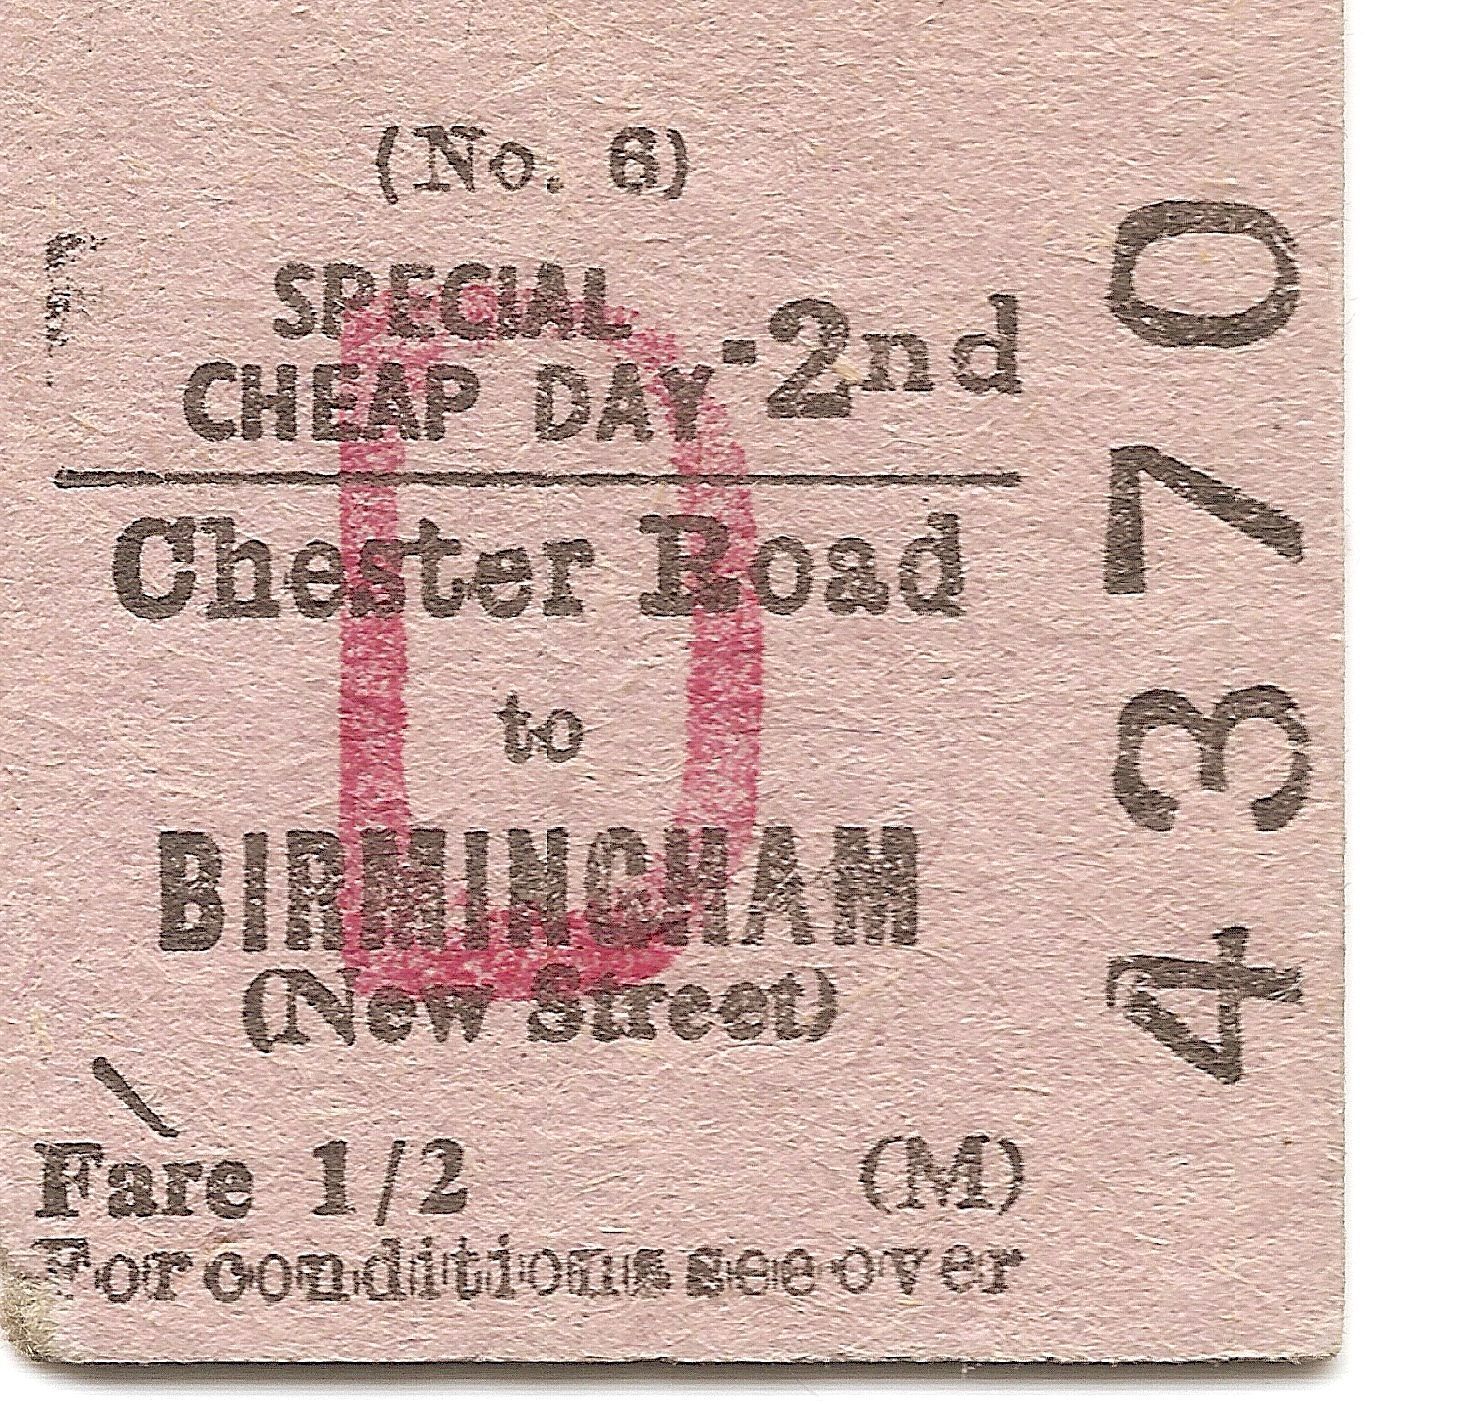 (No. 6)
SPECIAL
CHEAP DAY -2nd
Chester Road
to
BIRMINGHAM
(New Street)
Fare 1/2 (M)
For conditions see over
4370
D